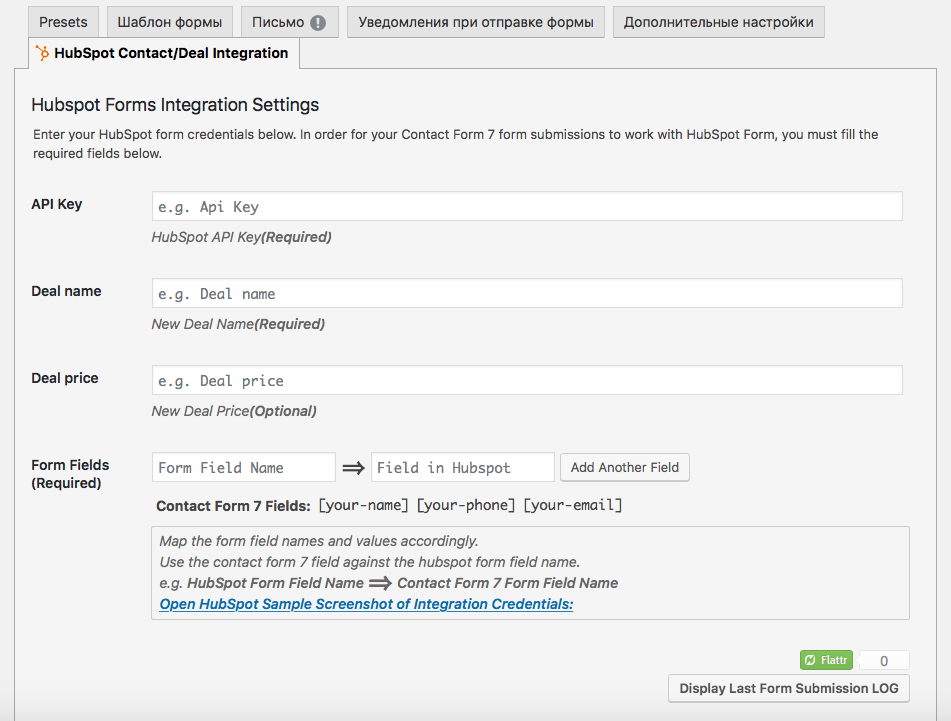 Presets
Шаблон формы
Письмо
Уведомления при отправке формы
Дополнительные настройки
HubSpot Contact/Deal Integration
Hubspot Forms Integration Settings
Enter your HubSpot form credentials below. In order for your Contact Form 7 form submissions to work with HubSpot Form, you must fill the
required fields below.
API Key
e.g. Api Key
HubSpot API Key(Required)
Deal name
e.g. Deal name
New Deal Name(Required)
Deal price
e.g. Deal price
New Deal Price(Optional)
Form Fields
(Required)
Form Field Name
Field in Hubspot
Add Another Field
Contact Form 7 Fields: [your-name] [your-phone] [your-email]
Map the form field names and values accordingly.
Use the contact form 7 field against the hubspot form field name.
e.g. HubSpot Form Field Name ⟹ Contact Form 7 Form Field Name
Open HubSpot Sample Screenshot of Integration Credentials:
Flattr
0
Display Last Form Submission LOG